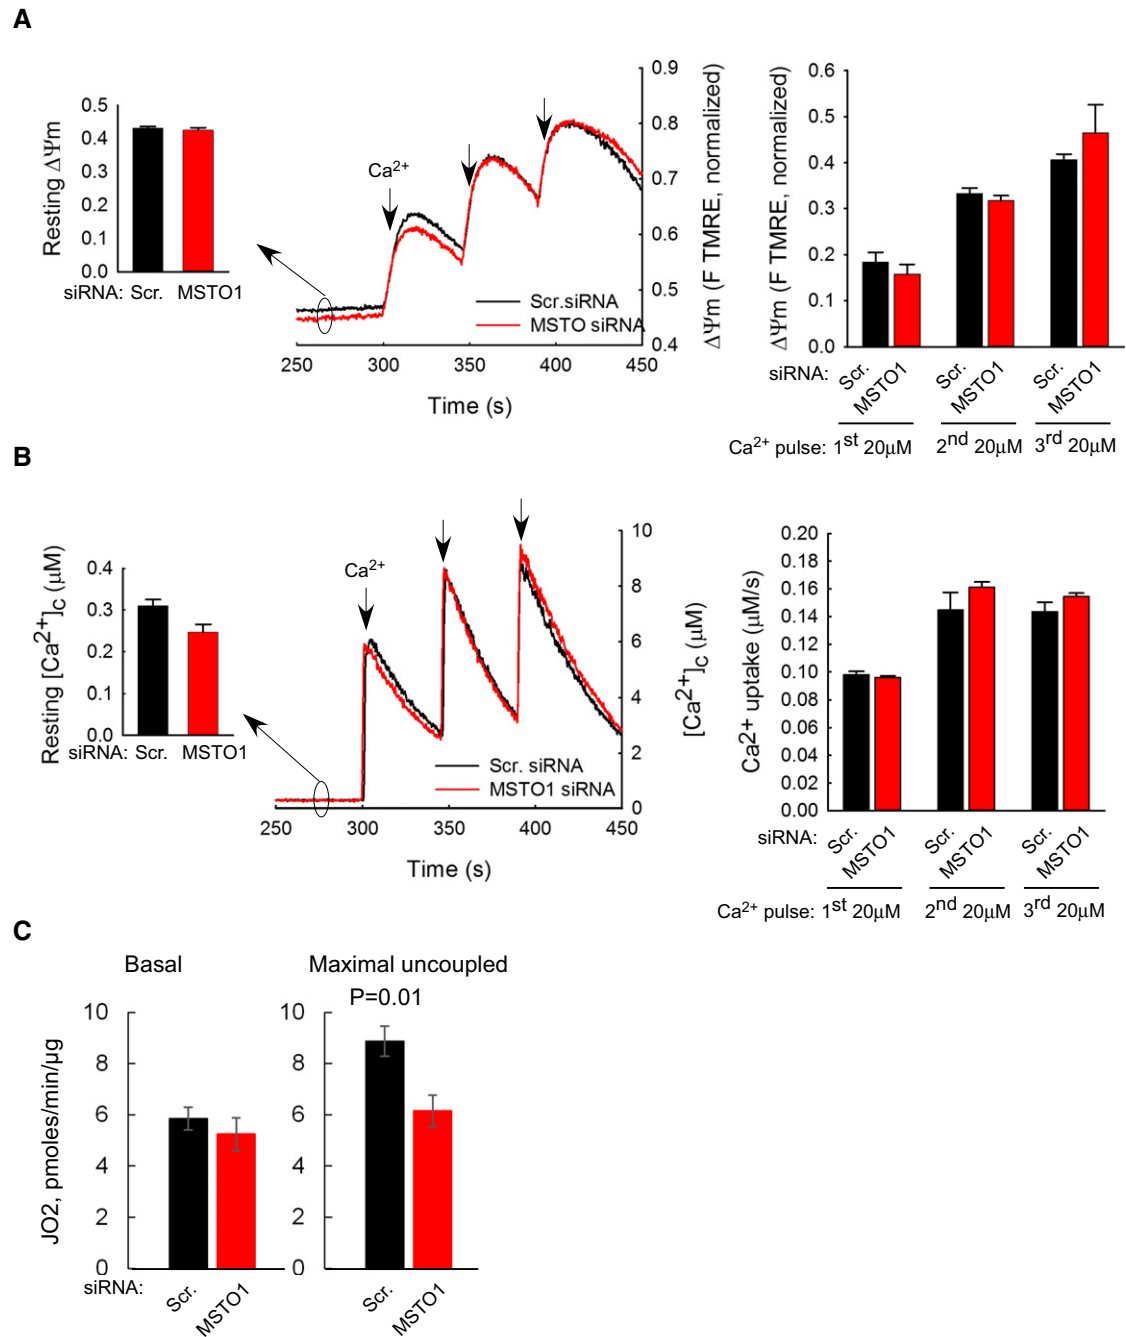 A
Resting ΔΨm
0.5
0.4
0.3
0.2
0.1
0.0
siRNA: Scr. MSTO1
Ca2+
Scr.siRNA
MSTO siRNA
250 300 350 400 450
Time (s)
0.9
0.8
0.7
0.6
0.5
0.4
ΔΨm (F TMRE, normalized)
ΔΨm (F TMRE, normalized)
0.6
0.5
0.4
0.3
0.2
0.1
0.0
siRNA: Scr. MSTO1 Scr. MSTO1 Scr. MSTO1
Ca2+ pulse: 1st 20μM 2nd 20μM 3rd 20μM
B
Resting [Ca2+]C (μM)
0.4
0.3
0.2
0.1
0.0
siRNA: Scr. MSTO1
Ca2+
Scr. siRNA
MSTO1 siRNA
250 300 350 400 450
Time (s)
10
8
6
4
2
0
[Ca2+]C (μM)
Ca2+ uptake (μM/s)
0.20
0.18
0.16
0.14
0.12
0.10
0.08
0.06
0.04
0.02
0.00
siRNA: Scr. MSTO1 Scr. MSTO1 Scr. MSTO1
Ca2+ pulse: 1st 20μM 2nd 20μM 3rd 20μM
C
Basal
JO2, pmoles/min/μg
10
8
6
4
2
0
siRNA: Scr. MSTO1
Maximal uncoupled
P=0.01
10
8
6
4
2
0
Scr. MSTO1